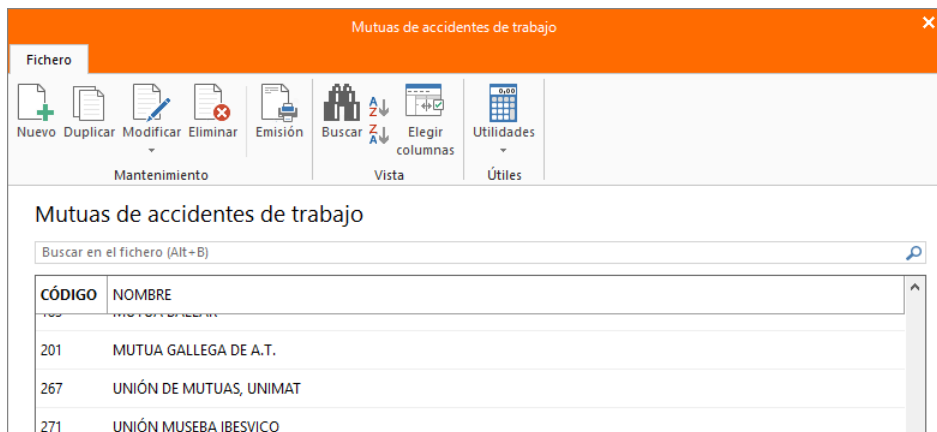 Mutuas de accidentes de trabajo
Fichero
Nuevo Duplicar Modificar Eliminar Emisión Buscar Elegir columnas Utilidades
Mantenimiento Vista Útiles
Mutuas de accidentes de trabajo
Buscar en el fichero (Alt+B)
CÓDIGO NOMBRE
201 MUTUA GALLEGA DE A.T.
267 UNIÓN DE MUTUAS, UNIMAT
271 UNIÓN MUSEBA IBESVICO